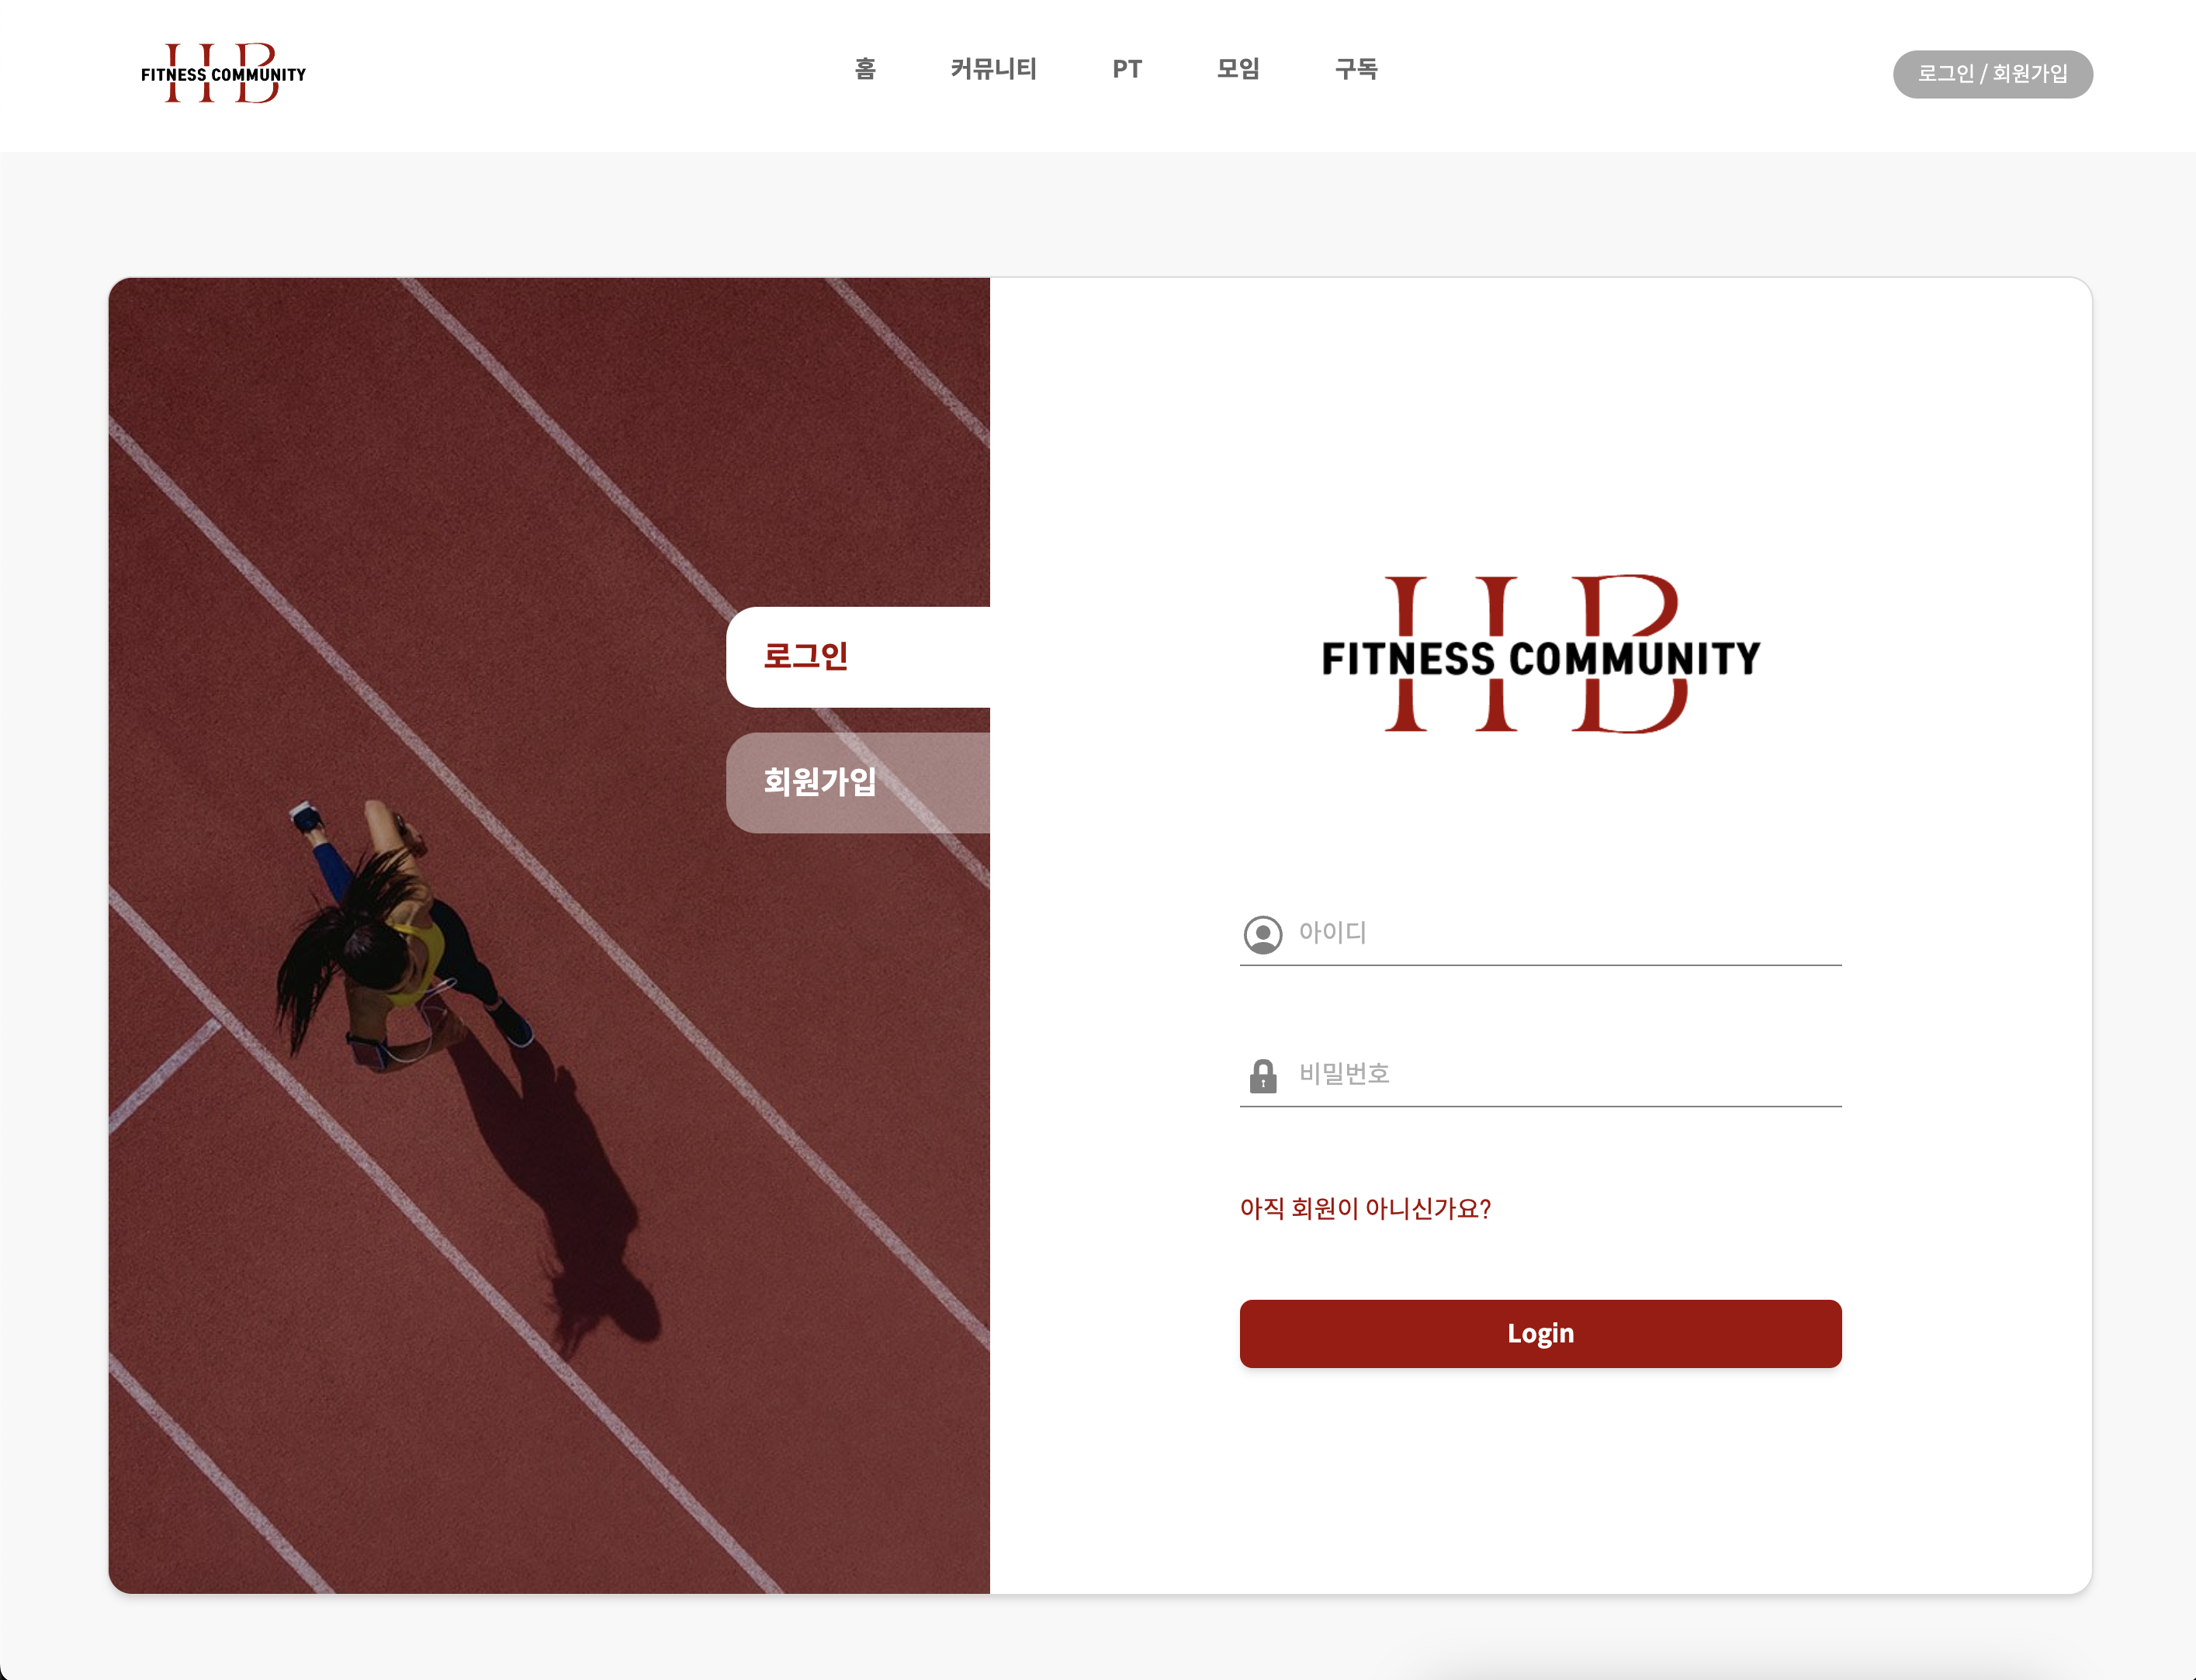 HB
FITNESS COMMUNITY
홈 커뮤니티 PT 모임 구독
로그인 / 회원가입
로그인
회원가입
HB
FITNESS COMMUNITY
아이디
비밀번호
아직 회원이 아니신가요?
Login